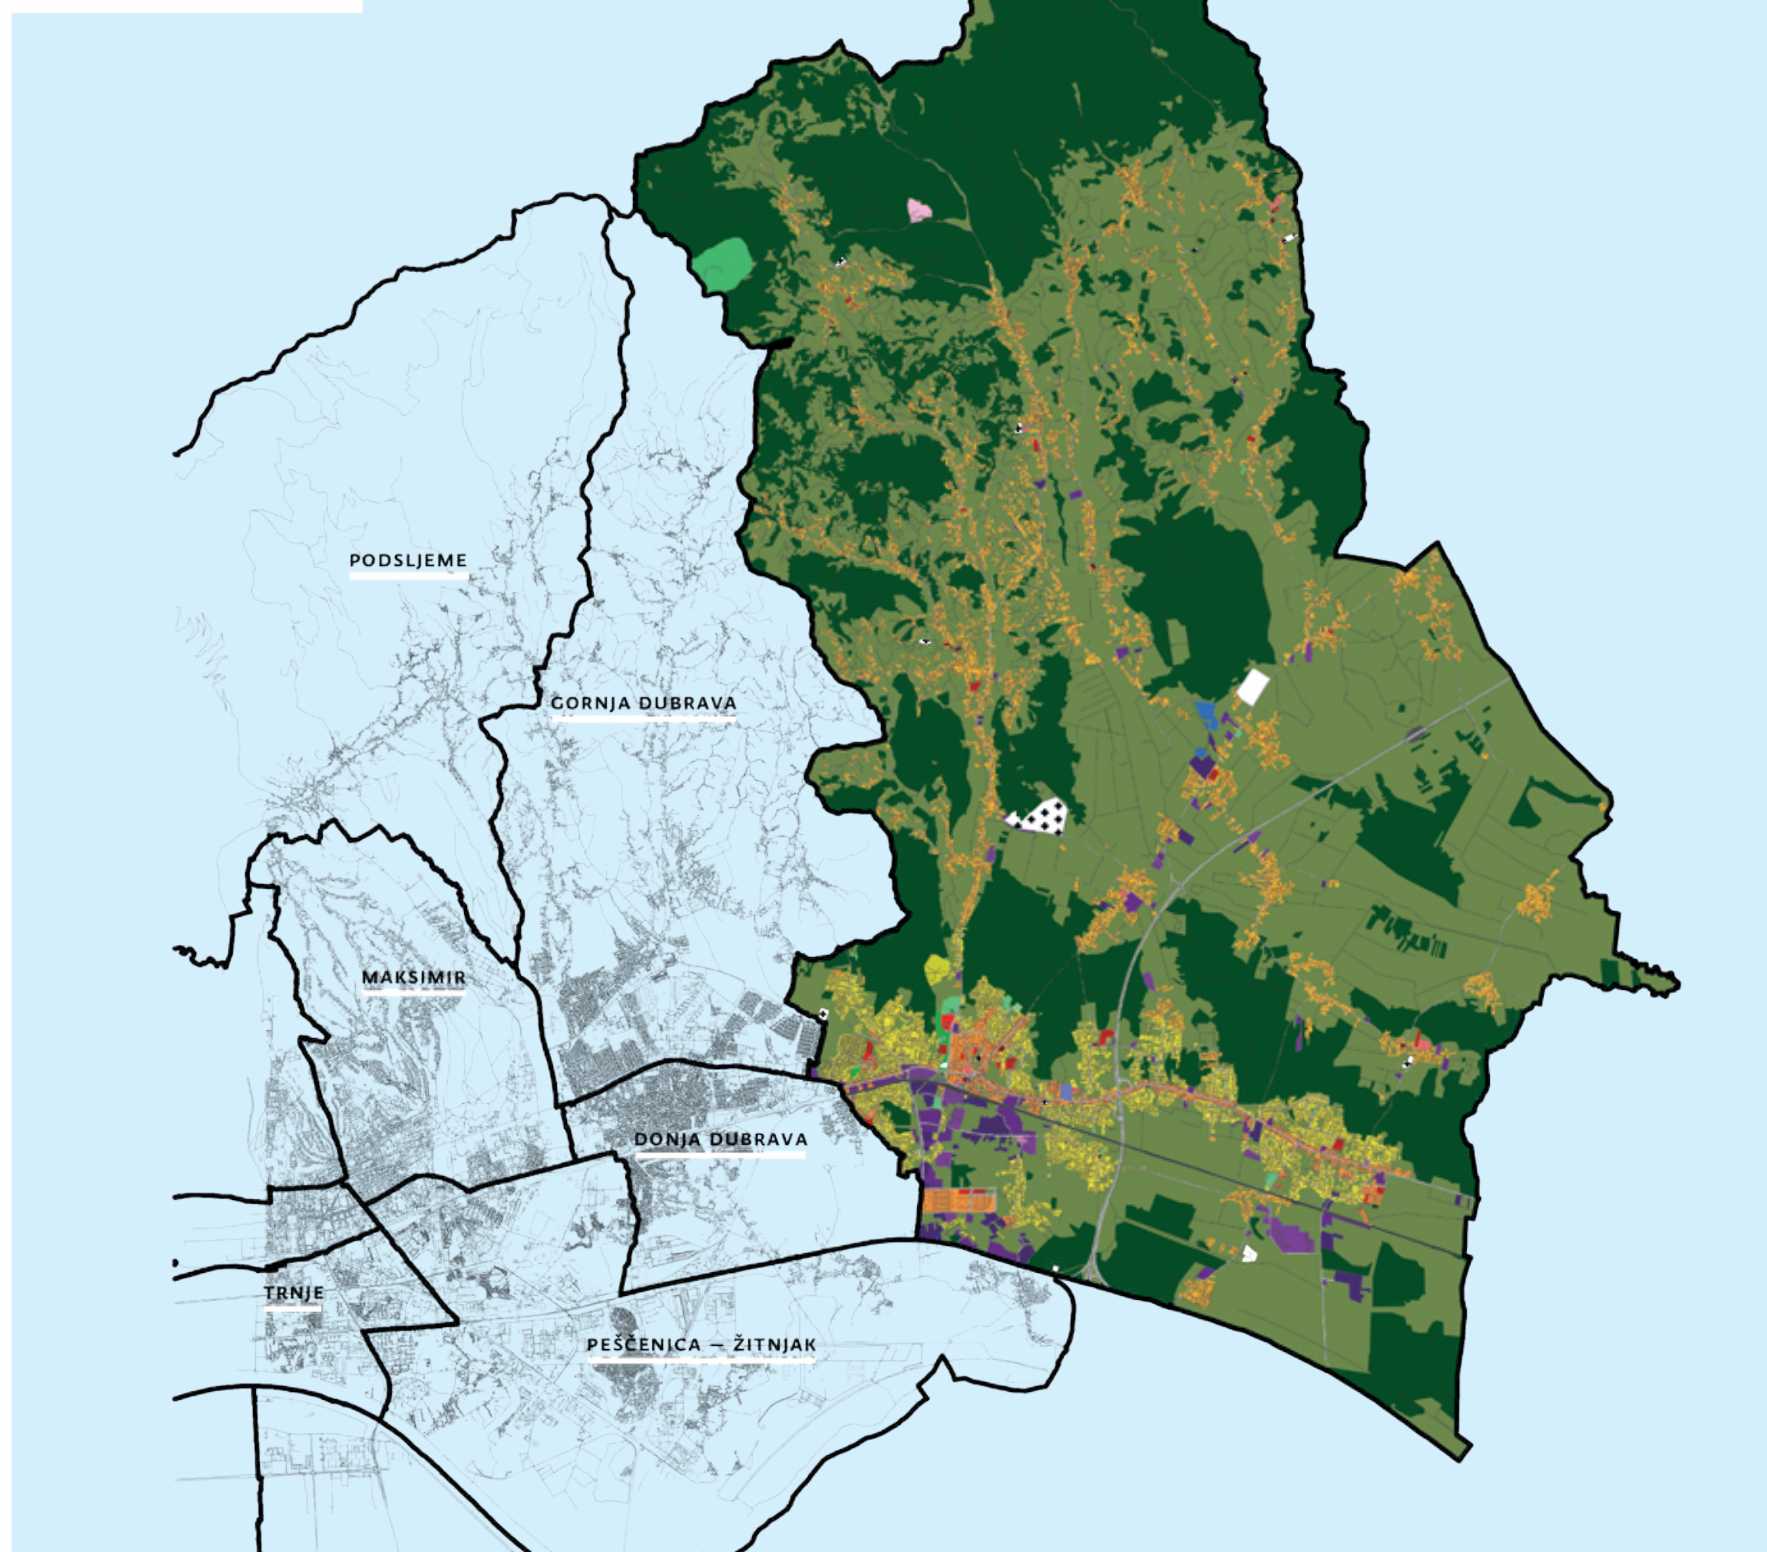 PODSLJEME
GORNJA DUBRAVA
MAKSIMIR
DONJA DUBRAVA
TRNJE
PEŠČENICA – ŽITNJAK